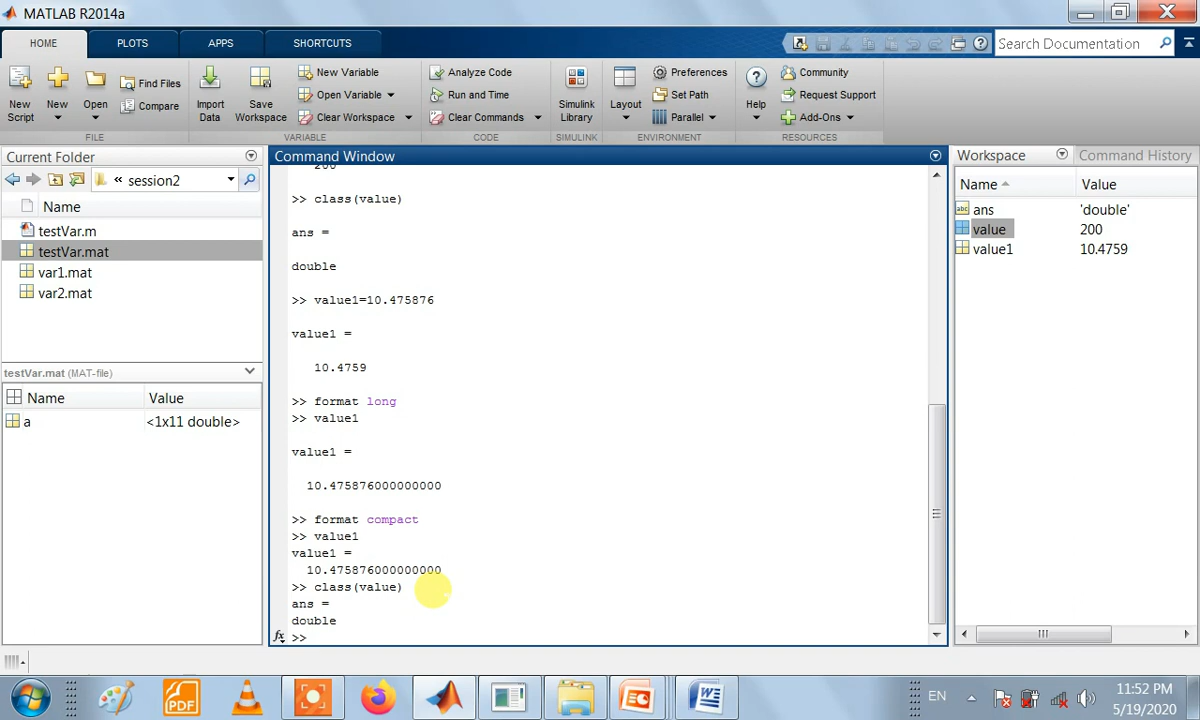 MATLAB R2014a
HOME PLOTS APPS SHORTCUTS
Search Documentation
New Script
New
Open
Find Files
Compare
Import Data
Save Workspace
New Variable
Open Variable
Clear Workspace
Analyze Code
Run and Time
Clear Commands
Simulink Library
Layout
Preferences
Set Path
Parallel
Help
Community
Request Support
Add-Ons
FILE VARIABLE CODE SIMULINK ENVIRONMENT RESOURCES
Current Folder
« session2
Name
testVar.m
testVar.mat
var1.mat
var2.mat
testVar.mat (MAT-file)
Name Value
a <1x11 double>
Command Window
200
>> class(value)
ans =
double
>> value1=10.475876
value1 =
10.4759
>> format long
>> value1
value1 =
10.475876000000000
>> format compact
>> value1
value1 =
10.475876000000000
>> class(value)
ans =
double
fx >>
Workspace Command History
Name Value
ans 'double'
value 200
value1 10.4759
abc
PDF
EN
11:52 PM
5/19/2020